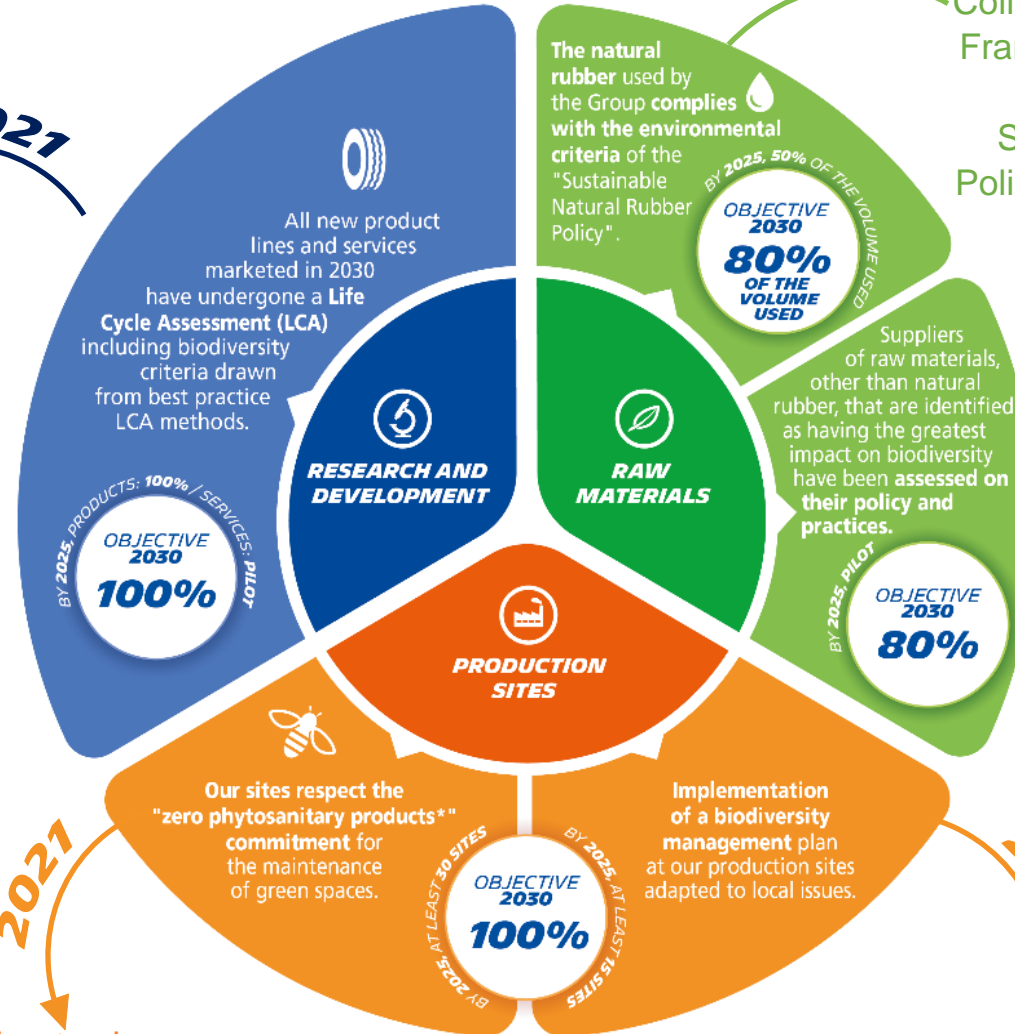 2021
All new product
lines and services
marketed in 2030
have undergone a Life
Cycle Assessment (LCA)
including biodiversity
criteria drawn
from best practice
LCA methods.
BY 2025, PRODUCTS: 100% / SERVICES: PILOT
OBJECTIVE
2030
100%
RESEARCH AND
DEVELOPMENT
The natural
rubber used by
the Group complies
with the environmental
criteria of the
"Sustainable
Natural Rubber
Policy".
BY 2025, 50% OF THE VOLUME USED
OBJECTIVE
2030
80%
OF THE
VOLUME
USED
RAW
MATERIALS
Suppliers
of raw materials,
other than natural
rubber, that are identified
as having the greatest
impact on biodiversity
have been assessed on
their policy and
practices.
BY 2025, PILOT
OBJECTIVE
2030
80%
PRODUCTION
SITES
Our sites respect the
"zero phytosanitary products*"
commitment for
the maintenance
of green spaces.
BY 2025, AT LEAST 30 SITES
OBJECTIVE
2030
100%
BY 2025, AT LEAST 15 SITES
Implementation
of a biodiversity
management plan
at our production sites
adapted to local issues.
2021